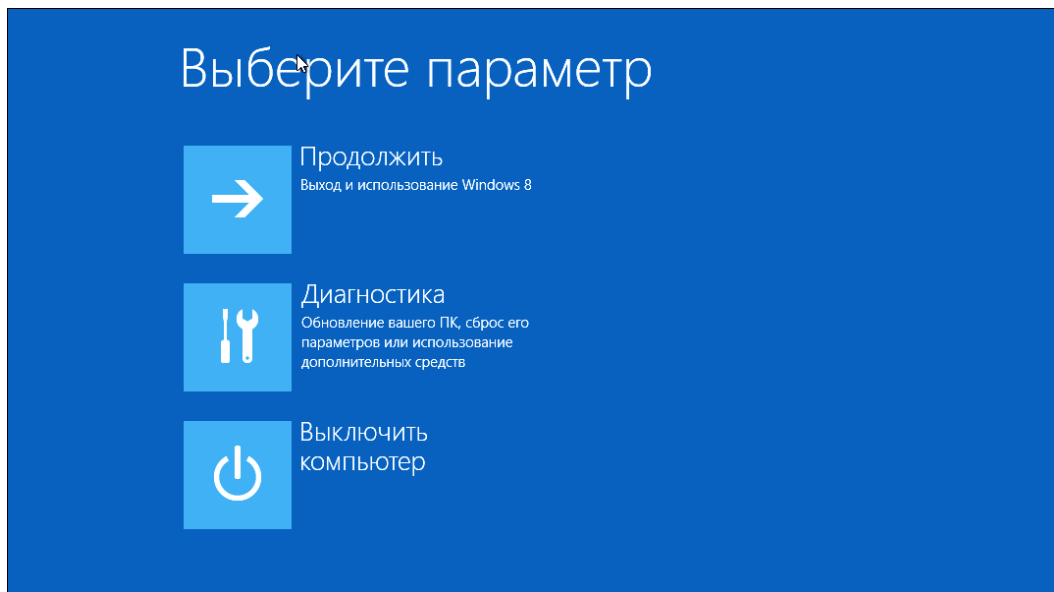 Выберите параметр
Продолжить
Выход и использование Windows 8
Диагностика
Обновление вашего ПК, сброс его
параметров или использование
дополнительных средств
Выключить
компьютер